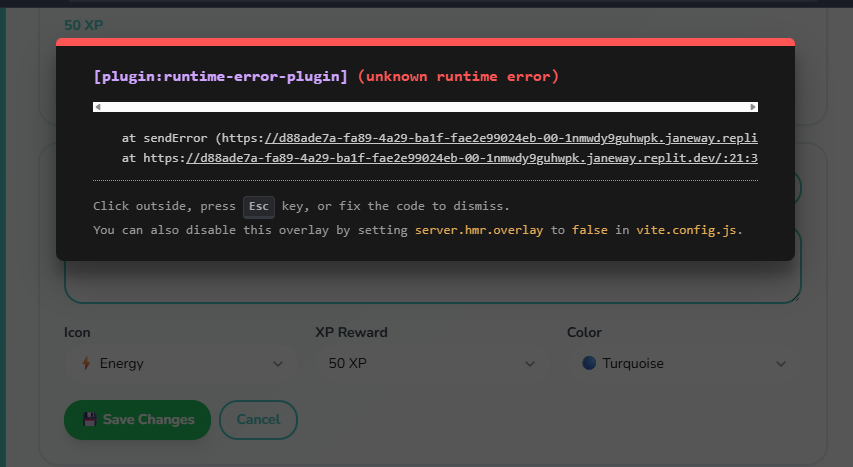 50 XP
[plugin:runtime-error-plugin] (unknown runtime error)
at sendError (https://d88ade7a-fa89-4a29-ba1f-fae2e99024eb-00-1nmwdy9guhwpk.janeway.repli
at https://d88ade7a-fa89-4a29-ba1f-fae2e99024eb-00-1nmwdy9guhwpk.janeway.replit.dev/:21:3
Click outside, press Esc key, or fix the code to dismiss.
You can also disable this overlay by setting server.hmr.overlay to false in vite.config.js.
Icon XP Reward Color
Energy 50 XP Turquoise
Save Changes Cancel